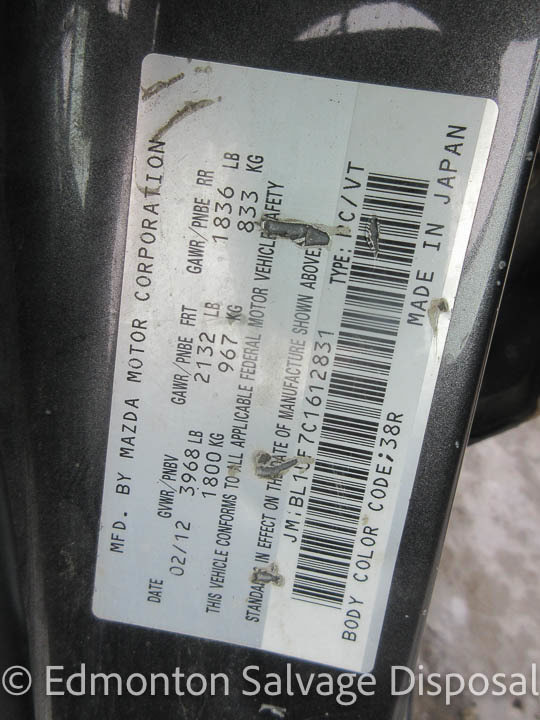 MFD. BY MAZDA MOTOR CORPORATION
DATE GVWR/PNBV GAWR/PNBE FRT GAWR/PNBE RR
02/12 3968 LB 2132 LB 1836 LB
1800 KG 967 KG 833 KG
THIS VEHICLE CONFORMS TO ALL APPLICABLE FEDERAL MOTOR VEHICLE SAFETY
IN EFFECT ON THE DATE OF MANUFACTURE SHOWN ABOVE
TYPE: C/VT
MADE IN JAPAN
BODY COLOR CODE;38R
© Edmonton Salvage Disposal